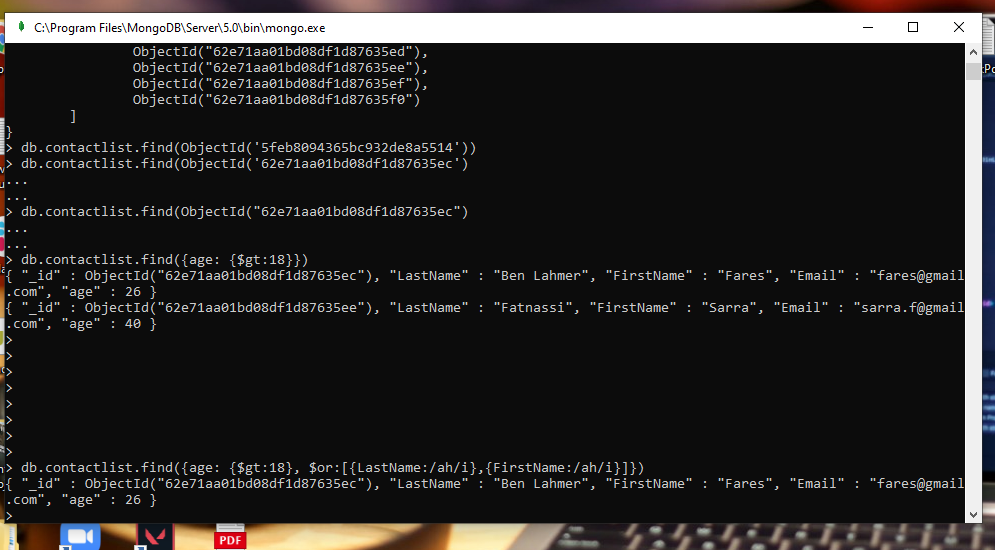 C:\Program Files\MongoDB\Server\5.0\bin\mongo.exe
ObjectId("62e71aa01bd08df1d87635ed"),
ObjectId("62e71aa01bd08df1d87635ee"),
ObjectId("62e71aa01bd08df1d87635ef"),
ObjectId("62e71aa01bd08df1d87635f0")
]
}
> db.contactlist.find(ObjectId('5feb8094365bc932de8a5514'))
> db.contactlist.find(ObjectId('62e71aa01bd08df1d87635ec')
...
...
> db.contactlist.find(ObjectId("62e71aa01bd08df1d87635ec")
...
...
> db.contactlist.find({age: {$gt:18}})
{ "_id" : ObjectId("62e71aa01bd08df1d87635ec"), "LastName" : "Ben Lahmer", "FirstName" : "Fares", "Email" : "fares@gmail
.com", "age" : 26 }
{ "_id" : ObjectId("62e71aa01bd08df1d87635ee"), "LastName" : "Fatnassi", "FirstName" : "Sarra", "Email" : "sarra.f@gmail
.com", "age" : 40 }
>
>
>
>
>
>
>
>
> db.contactlist.find({age: {$gt:18}, $or:[{LastName:/ah/i},{FirstName:/ah/i}]})
{ "_id" : ObjectId("62e71aa01bd08df1d87635ec"), "LastName" : "Ben Lahmer", "FirstName" : "Fares", "Email" : "fares@gmail
.com", "age" : 26 }
>
PDF